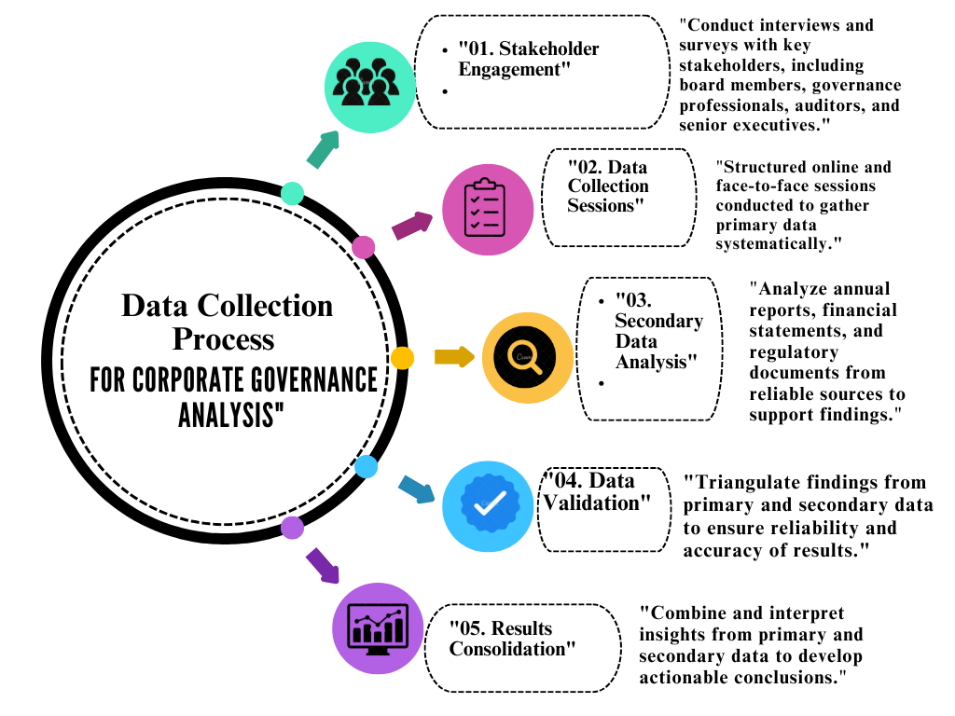 Data Collection
Process
FOR CORPORATE GOVERNANCE
ANALYSIS"
• "01. Stakeholder
Engagement"
•
"Conduct interviews and
surveys with key
stakeholders, including
board members, governance
professionals, auditors, and
senior executives."
"02. Data
Collection
Sessions"
"Structured online and
face-to-face sessions
conducted to gather
primary data
systematically."
• "03.
Secondary
Data
Analysis"
•
"Analyze annual
reports, financial
statements, and
regulatory
documents from
reliable sources to
support findings."
"04. Data
Validation"
"Triangulate findings from
primary and secondary data
to ensure reliability and
accuracy of results."
"05. Results
Consolidation"
"Combine and interpret
insights from primary and
secondary data to develop
actionable conclusions."